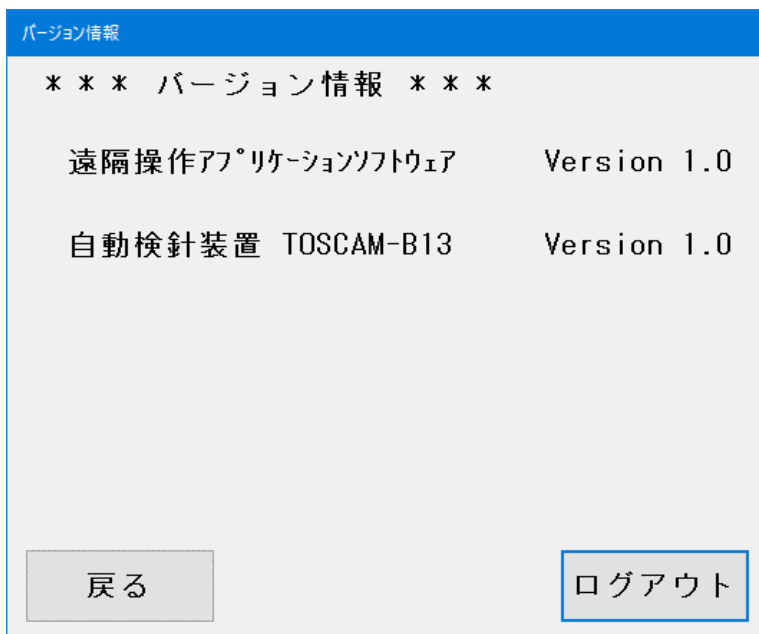 バージョン情報
＊＊＊ バージョン情報 ＊＊＊
遠隔操作ｱﾌﾟﾘｹｰｼｮﾝｿﾌﾄｳｪｱ Version 1.0
自動検針装置 TOSCAM-B13 Version 1.0
戻る ログアウト